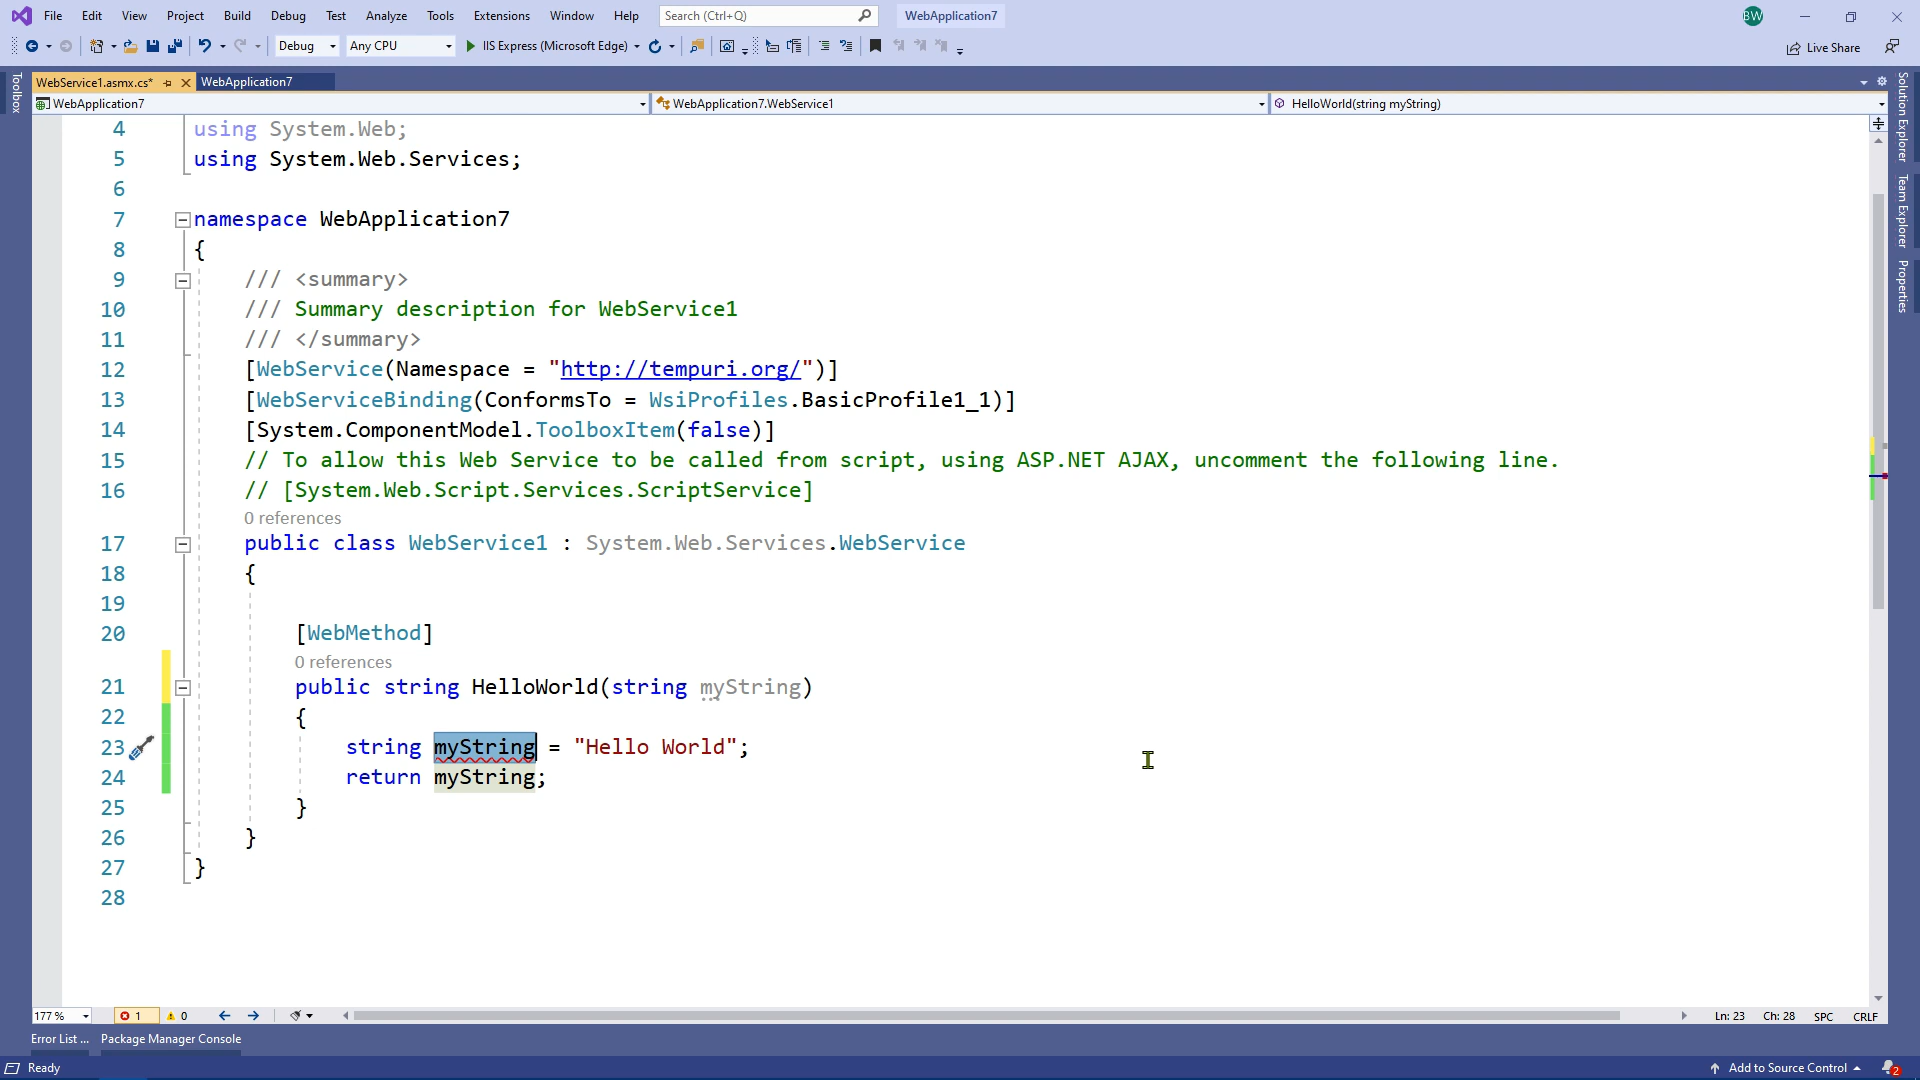 File Edit View Project Build Debug Test Analyze Tools Extensions Window Help Search (Ctrl+Q) WebApplication7 BW
Debug Any CPU IIS Express (Microsoft Edge) Live Share
Toolbox
WebService1.asmx.cs* WebApplication7
WebApplication7 WebApplication7.WebService1 HelloWorld(string myString)
4 using System.Web;
5 using System.Web.Services;
6
7 namespace WebApplication7
8 {
9 /// <summary>
10 /// Summary description for WebService1
11 /// </summary>
12 [WebService(Namespace = "http://tempuri.org/")]
13 [WebServiceBinding(ConformsTo = WsiProfiles.BasicProfile1_1)]
14 [System.ComponentModel.ToolboxItem(false)]
15 // To allow this Web Service to be called from script, using ASP.NET AJAX, uncomment the following line.
16 // [System.Web.Script.Services.ScriptService]
0 references
17 public class WebService1 : System.Web.Services.WebService
18 {
19
20 [WebMethod]
0 references
21 public string HelloWorld(string myString)
22 {
23 string myString = "Hello World";
24 return myString;
25 }
26 }
27 }
28
Solution Explorer
Team Explorer
Properties
177 % 1 0 Ln: 23 Ch: 28 SPC CRLF
Error List ... Package Manager Console
Ready Add to Source Control 2